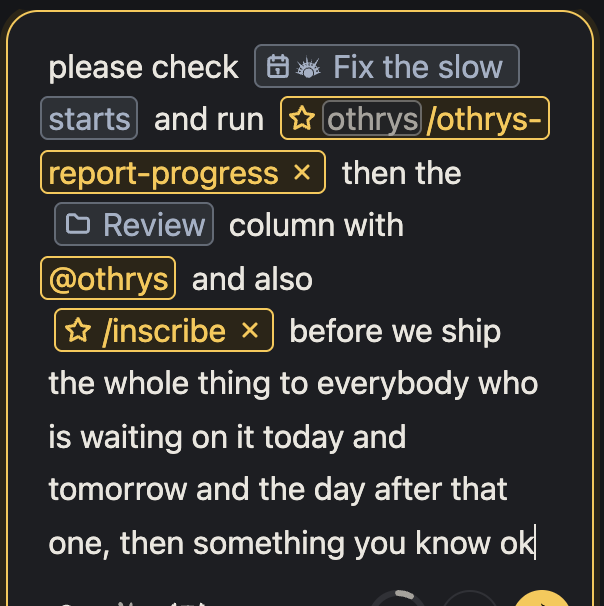 please check Fix the slow
starts and run othrys /othrys-
report-progress × then the
Review column with
@othrys and also
/inscribe × before we ship
the whole thing to everybody who
is waiting on it today and
tomorrow and the day after that
one, then something you know ok